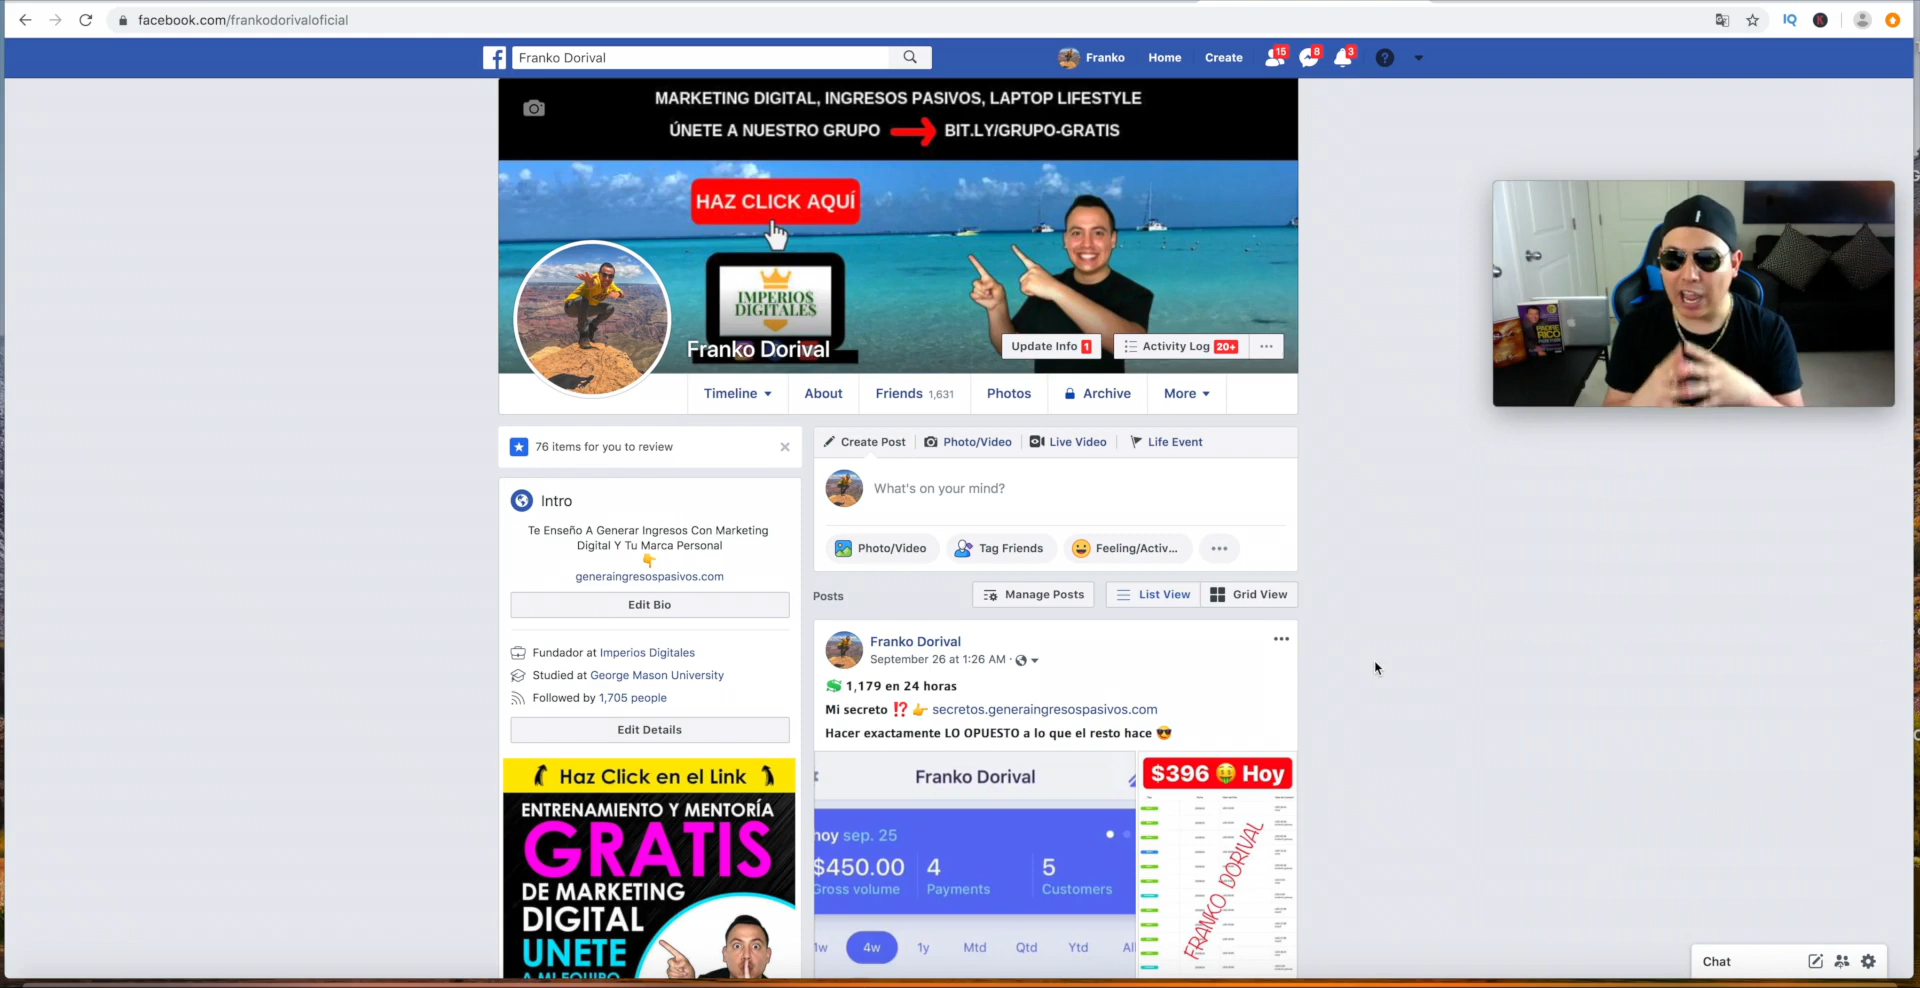 facebook.com/frankodorivaloficial
IQ
Franko Dorival
Franko
Home
Create
15
8
3
MARKETING DIGITAL, INGRESOS PASIVOS, LAPTOP LIFESTYLE
ÚNETE A NUESTRO GRUPO BIT.LY/GRUPO-GRATIS
HAZ CLICK AQUÍ
IMPERIOS
DIGITALES
Franko Dorival
Update Info 1
Activity Log 20+
Timeline
About
Friends 1,631
Photos
Archive
More
PADRE
RICO
76 items for you to review
Intro
Te Enseño A Generar Ingresos Con Marketing
Digital Y Tu Marca Personal
👇
generaingresospasivos.com
Edit Bio
Fundador at Imperios Digitales
Studied at George Mason University
Followed by 1,705 people
Edit Details
Haz Click en el Link
ENTRENAMIENTO Y MENTORÍA
GRATIS
DE MARKETING
DIGITAL
UNETE
A MI EQUIPO
Create Post
Photo/Video
Live Video
Life Event
What's on your mind?
Photo/Video
Tag Friends
Feeling/Activ...
Posts
Manage Posts
List View
Grid View
Franko Dorival
September 26 at 1:26 AM
💲 1,179 en 24 horas
Mi secreto ⁉️ 👉 secretos.generaingresospasivos.com
Hacer exactamente LO OPUESTO a lo que el resto hace 😎
Franko Dorival
hoy sep. 25
$450.00
Gross volume
4
Payments
5
Customers
1w
4w
1y
Mtd
Qtd
Ytd
$396 🤑 Hoy
FRANKO DORIVAL
Chat